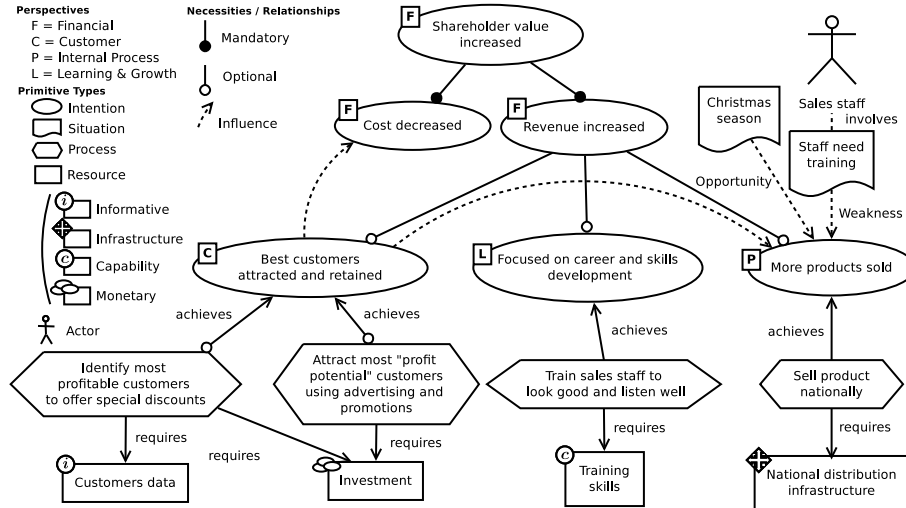 Perspectives
F = Financial
C = Customer
P = Internal Process
L = Learning & Growth
Primitive Types
Intention
Situation
Process
Resource
i
Informative
Infrastructure
c
Capability
Monetary
Actor
Necessities / Relationships
Mandatory
Optional
Influence
F
Shareholder value
increased
F
Cost decreased
F
Revenue increased
Christmas
season
Sales staff
involves
Staff need
training
Opportunity
Weakness
C
Best customers
attracted and retained
L
Focused on career and skills
development
P
More products sold
achieves
achieves
achieves
achieves
Identify most
profitable customers
to offer special discounts
Attract most "profit
potential" customers
using advertising and
promotions
Train sales staff to
look good and listen well
Sell product
nationally
requires
requires
requires
requires
requires
i
Customers data
Investment
c
Training
skills
National distribution
infrastructure